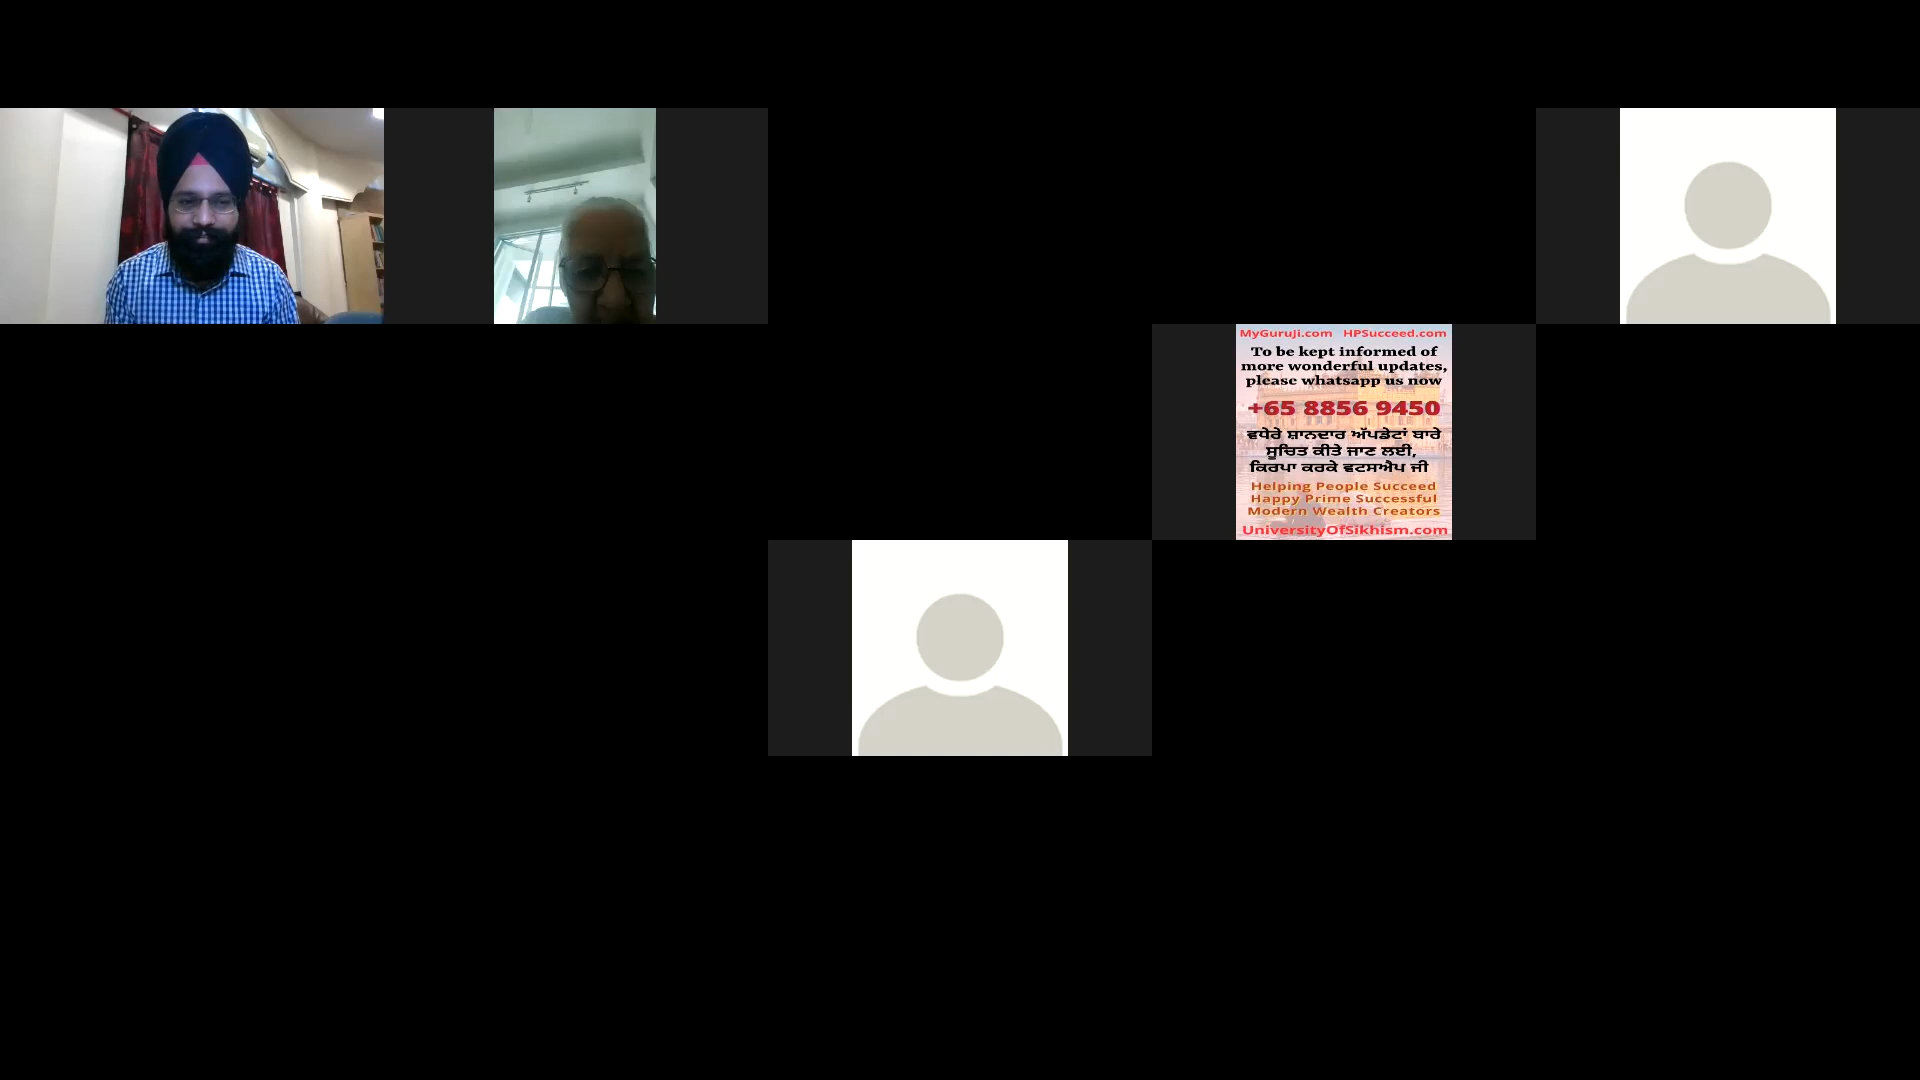 MyGuruJi.com HPSucceed.com
To be kept informed of
more wonderful updates,
please whatsapp us now
+65 8856 9450
ਵਧੇਰੇ ਸ਼ਾਨਦਾਰ ਅੱਪਡੇਟਾਂ ਬਾਰੇ
ਸੂਚਿਤ ਕੀਤੇ ਜਾਣ ਲਈ,
ਕਿਰਪਾ ਕਰਕੇ ਵਟਸਐਪ ਜੀ
Helping People Succeed
Happy Prime Successful
Modern Wealth Creators
UniversityOfSikhism.com